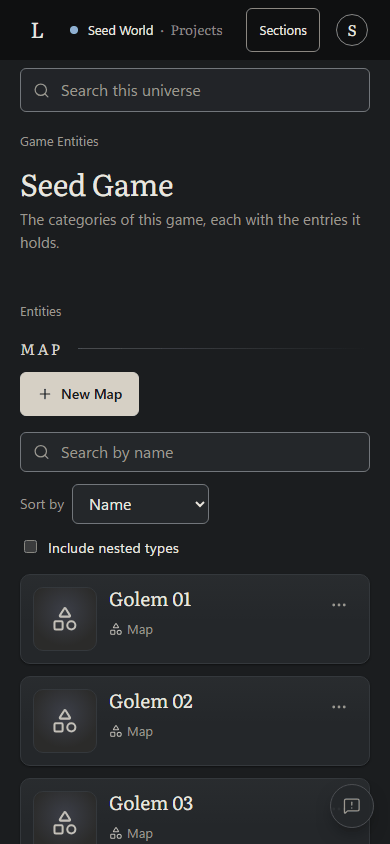 L
Seed World · Projects
Sections
S
Search this universe
Game Entities
Seed Game
The categories of this game, each with the entries it
holds.
Entities
MAP
New Map
Search by name
Sort by
Name
Include nested types
Golem 01
Map
Golem 02
Map
Golem 03
Map